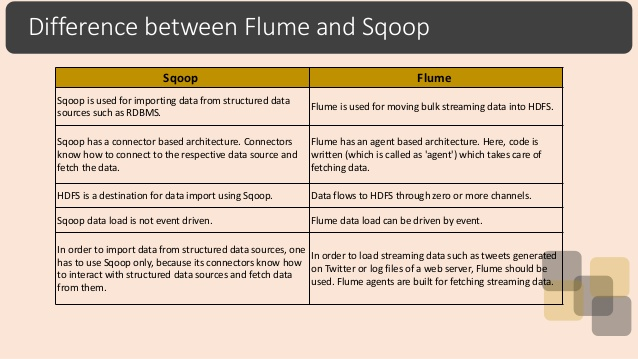 Difference between Flume and Sqoop
Sqoop
Flume
Sqoop is used for importing data from structured data
sources such as RDBMS.
Flume is used for moving bulk streaming data into HDFS.
Sqoop has a connector based architecture. Connectors
know how to connect to the respective data source and
fetch the data.
Flume has an agent based architecture. Here, code is
written (which is called as 'agent') which takes care of
fetching data.
HDFS is a destination for data import using Sqoop.
Data flows to HDFS through zero or more channels.
Sqoop data load is not event driven.
Flume data load can be driven by event.
In order to import data from structured data sources, one
has to use Sqoop only, because its connectors know how
to interact with structured data sources and fetch data
from them.
In order to load streaming data such as tweets generated
on Twitter or log files of a web server, Flume should be
used. Flume agents are built for fetching streaming data.